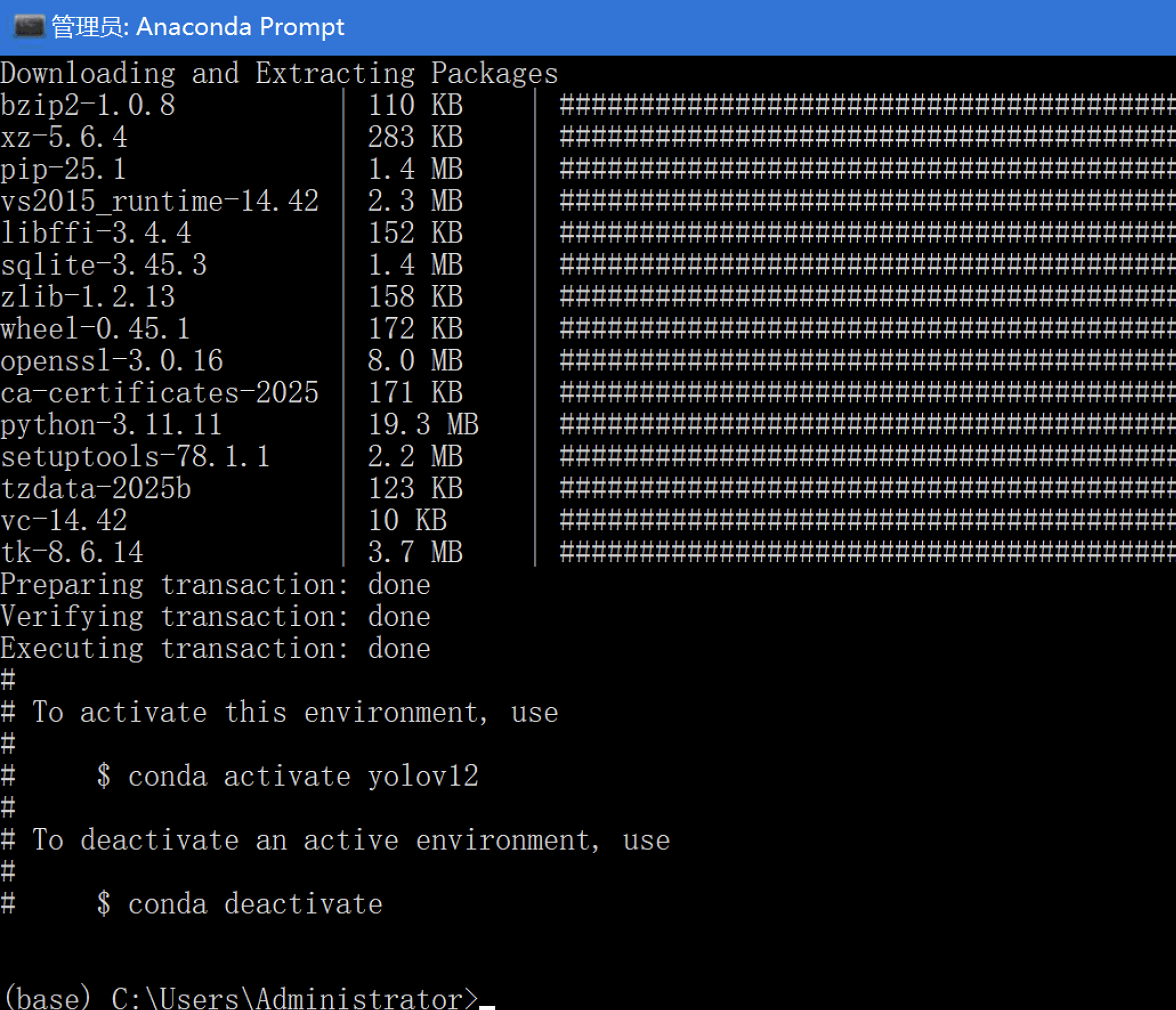 管理员: Anaconda Prompt
Downloading and Extracting Packages
bzip2-1.0.8 | 110 KB | #######################################
xz-5.6.4 | 283 KB | #######################################
pip-25.1 | 1.4 MB | #######################################
vs2015_runtime-14.42 | 2.3 MB | #######################################
libffi-3.4.4 | 152 KB | #######################################
sqlite-3.45.3 | 1.4 MB | #######################################
zlib-1.2.13 | 158 KB | #######################################
wheel-0.45.1 | 172 KB | #######################################
openssl-3.0.16 | 8.0 MB | #######################################
ca-certificates-2025 | 171 KB | #######################################
python-3.11.11 | 19.3 MB | #######################################
setuptools-78.1.1 | 2.2 MB | #######################################
tzdata-2025b | 123 KB | #######################################
vc-14.42 | 10 KB | #######################################
tk-8.6.14 | 3.7 MB | #######################################
Preparing transaction: done
Verifying transaction: done
Executing transaction: done
#
# To activate this environment, use
#
#     $ conda activate yolov12
#
# To deactivate an active environment, use
#
#     $ conda deactivate
(base) C:\Users\Administrator>